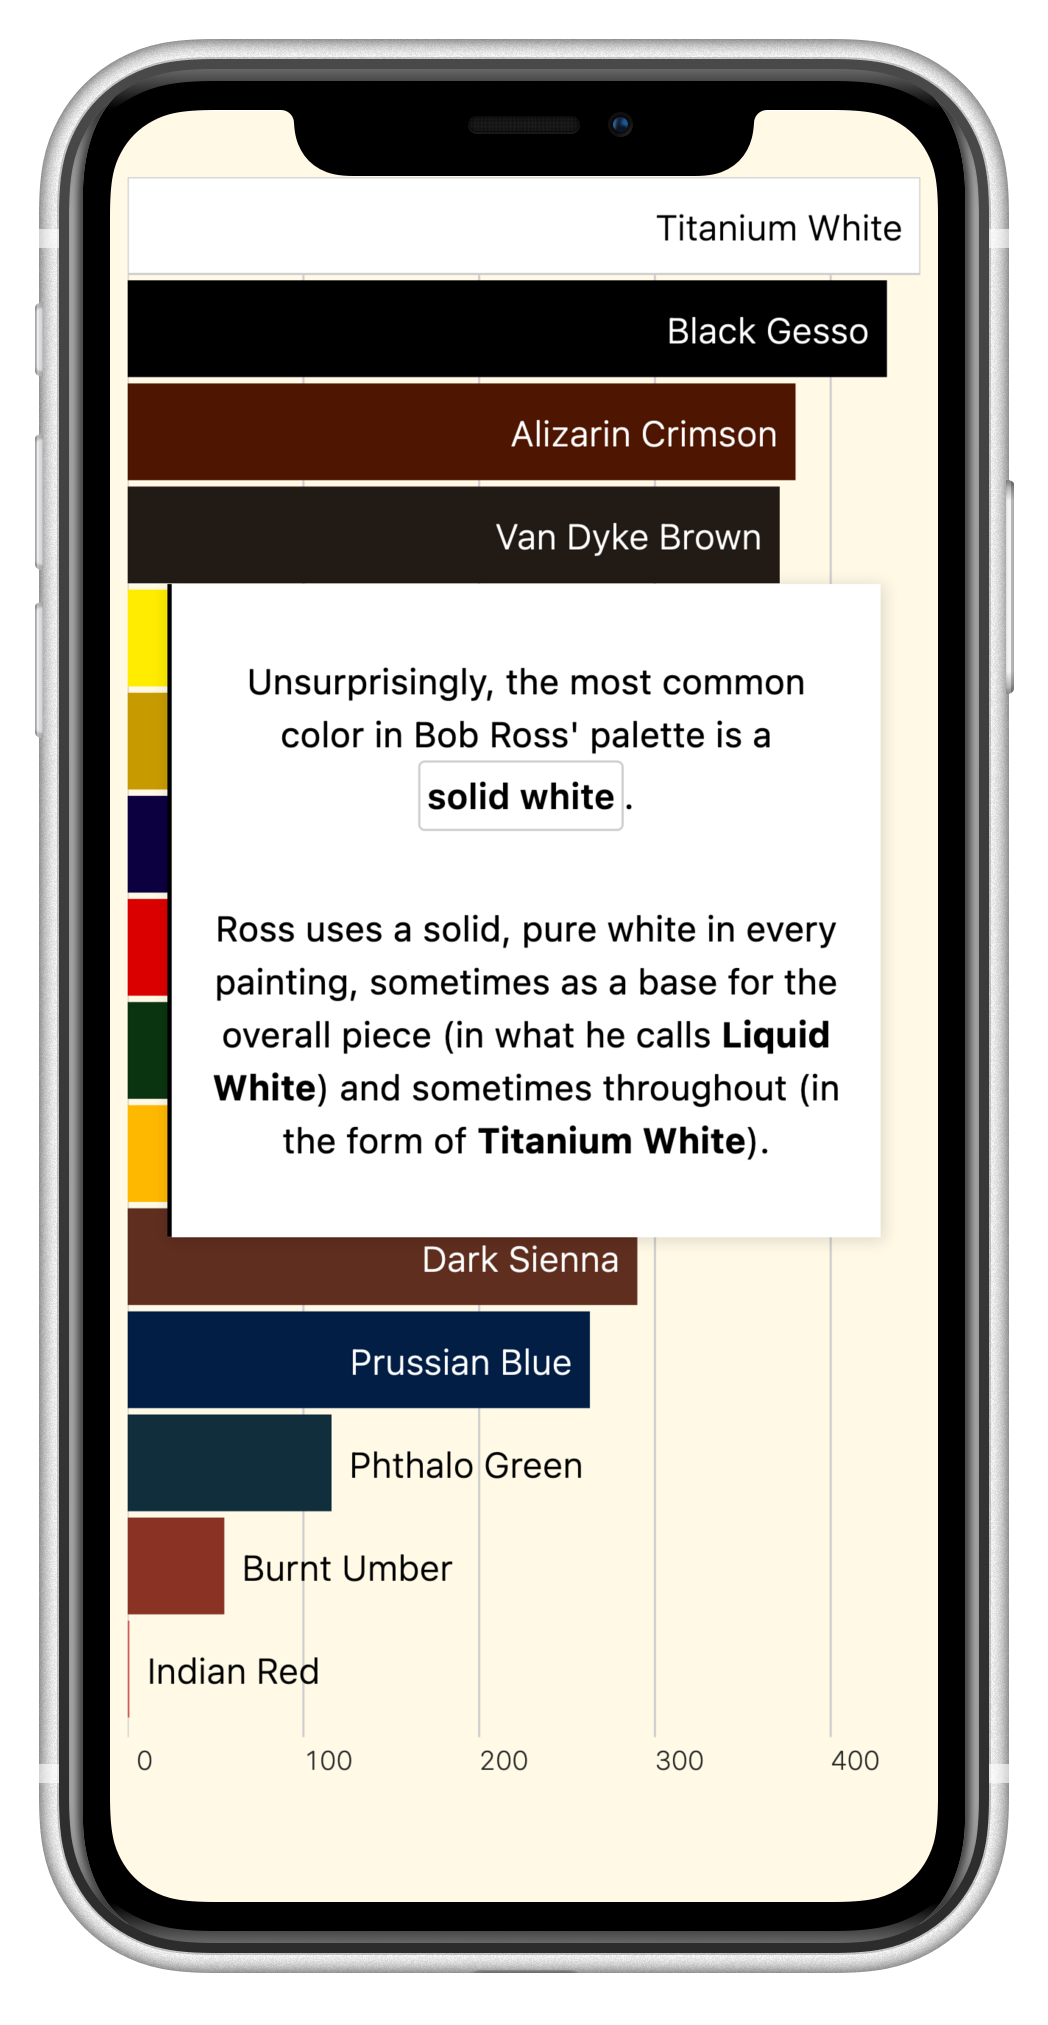 Titanium White
Black Gesso
Alizarin Crimson
Van Dyke Brown
Unsurprisingly, the most common
color in Bob Ross' palette is a
solid white.
Ross uses a solid, pure white in every
painting, sometimes as a base for the
overall piece (in what he calls Liquid
White) and sometimes throughout (in
the form of Titanium White).
Dark Sienna
Prussian Blue
Phthalo Green
Burnt Umber
Indian Red
0 100 200 300 400